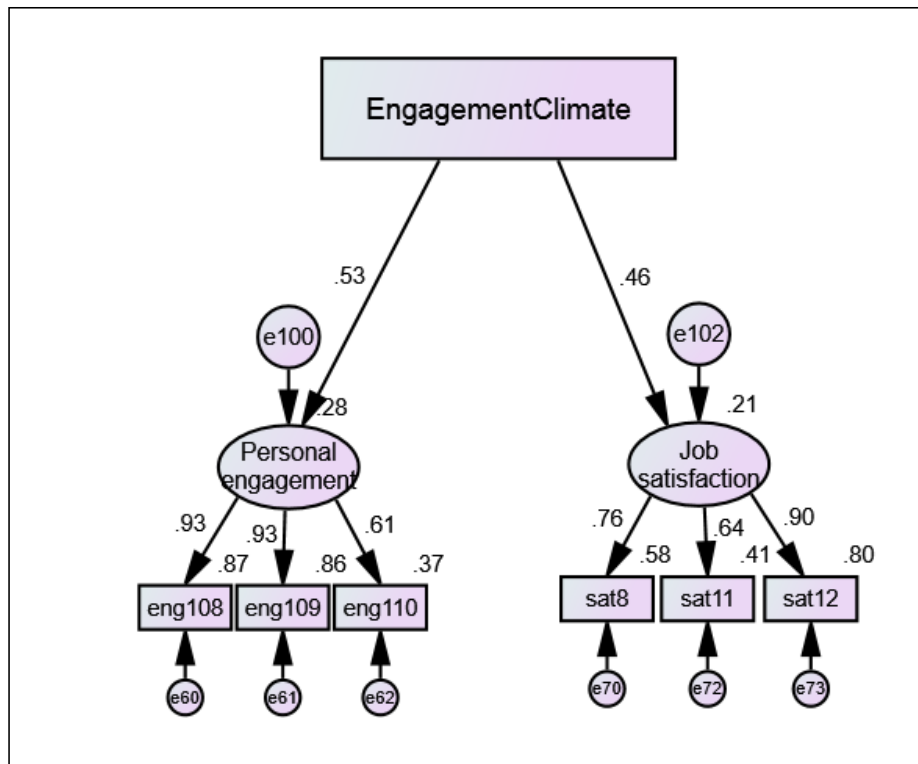 EngagementClimate
.53
.46
e100
e102
.28
.21
Personal
engagement
Job
satisfaction
.93
.93
.61
.76
.64
.90
.87
.86
.37
.58
.41
.80
eng108
eng109
eng110
sat8
sat11
sat12
e60
e61
e62
e70
e72
e73